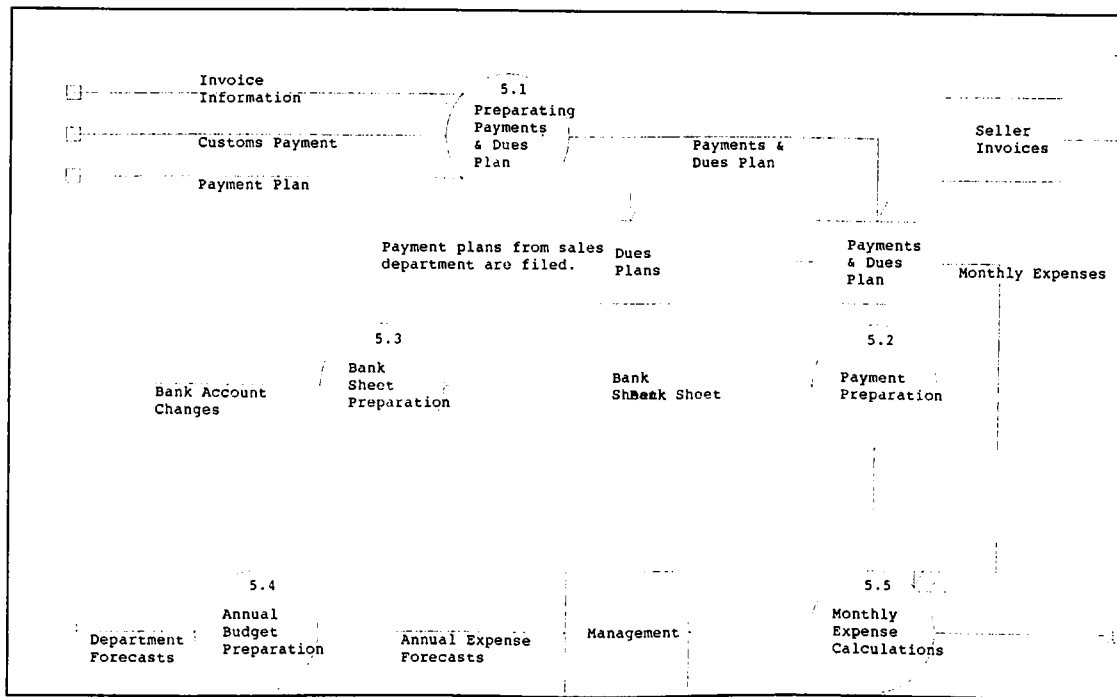 Invoice
Information
5.1
Preparating
Payments
& Dues
Plan
Customs Payment
Payment Plan
Payments &
Dues Plan
Seller
Invoices
Payment plans from sales
department are filed.
Dues
Plans
Payments
& Dues
Plan
Monthly Expenses
5.3
Bank
Sheet
Preparation
Bank Account
Changes
Bank
Sheet
Bank Sheet
5.2
Payment
Preparation
5.4
Annual
Budget
Preparation
Department
Forecasts
Annual Expense
Forecasts
Management
5.5
Monthly
Expense
Calculations